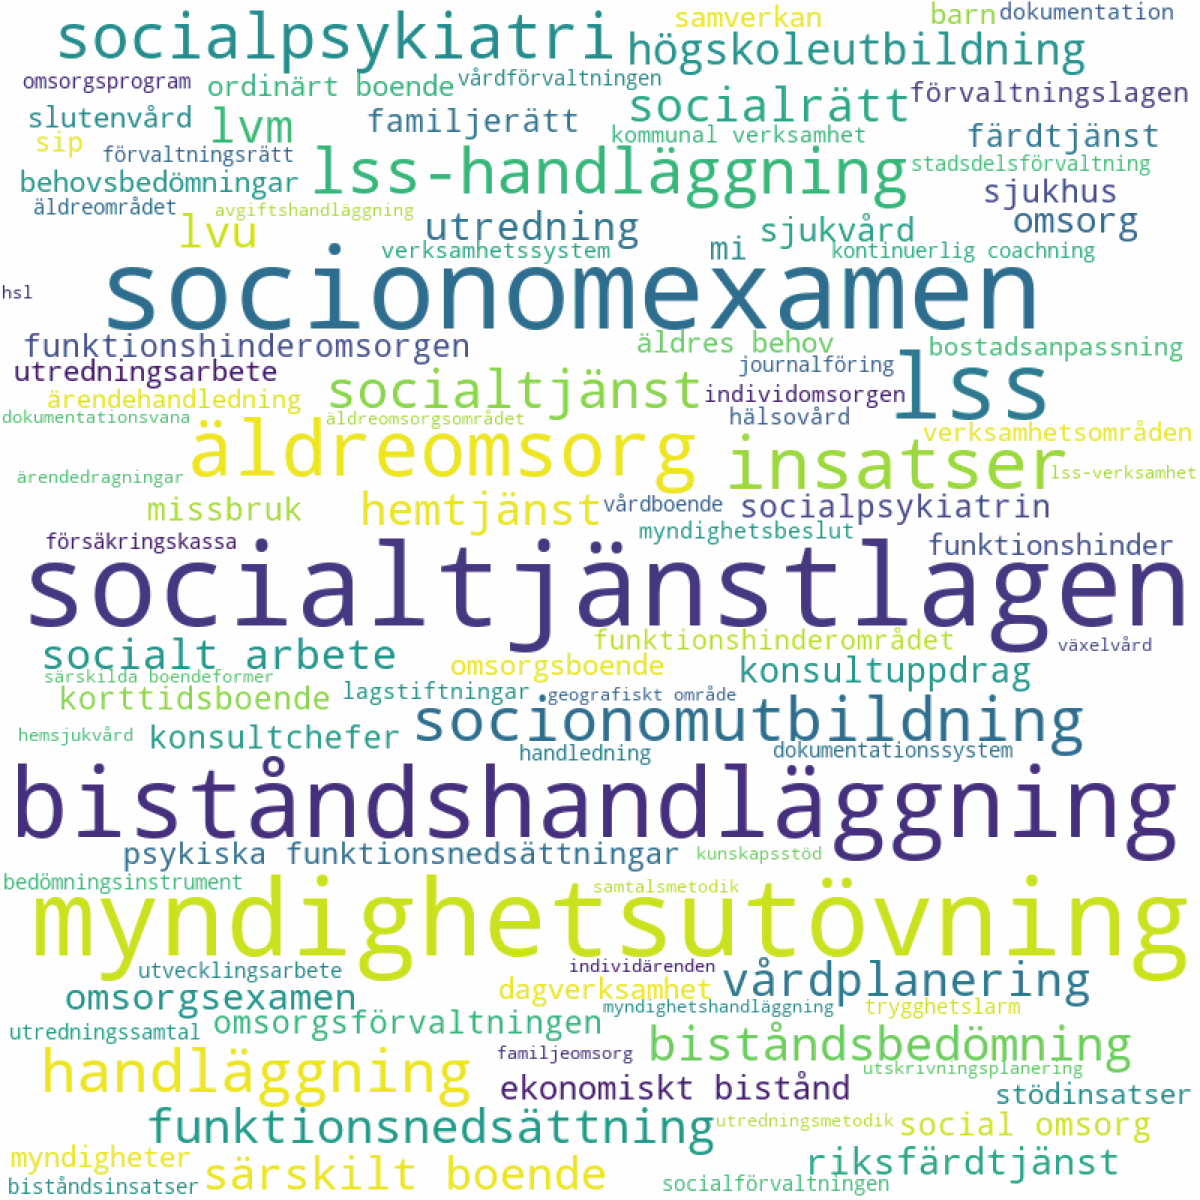 socialpsykiatri
samverkan
barn
dokumentation
högskoleutbildning
omsorgsprogram
ordinärt boende
vårdförvaltningen
socialrätt
förvaltningslagen
slutenvård
lvm
familjerätt
kommunal verksamhet
färdtjänst
sip
förvaltningsrätt
lss-handläggning
stadsdelsförvaltning
behovsbedömningar
sjukhus
äldreområdet
avgiftshandläggning
lvu
utredning
sjukvård
omsorg
verksamhetssystem
mi
kontinuerlig coachning
socionomexamen
hsl
funktionshinderomsorgen
äldres behov
bostadsanpassning
utredningsarbete
journalföring
lss
ärendehandledning
socialtjänst
individomsorgen
dokumentationsvana
äldreomsorgsområdet
hälsovård
äldreomsorg
verksamhetsområden
insatser
ärendedragningar
lss-verksamhet
missbruk
hemtjänst
vårdboende
socialpsykiatrin
myndighetsbeslut
försäkringskassa
funktionshinder
socialtjänstlagen
socialt arbete
funktionshinderområdet
växelvård
omsorgsboende
konsultuppdrag
särskilda boendeformer
korttidsboende
lagstiftningar
geografiskt område
socionomutbildning
hemsjukvård
konsultchefer
handledning
dokumentationssystem
biståndshandläggning
psykiska funktionsnedsättningar
kunskapsstöd
bedömningsinstrument
samtalsmetodik
myndighetsutövning
utvecklingsarbete
individärenden
vårdplanering
omsorgsexamen
dagverksamhet
myndighetshandläggning
trygghetslarm
utredningssamtal
omsorgsförvaltningen
biståndsbedömning
handläggning
familjeomsorg
utskrivningsplanering
ekonomiskt bistånd
stödinsatser
funktionsnedsättning
utredningsmetodik
social omsorg
myndigheter
särskilt boende
riksfärdtjänst
biståndsinsatser
socialförvaltningen